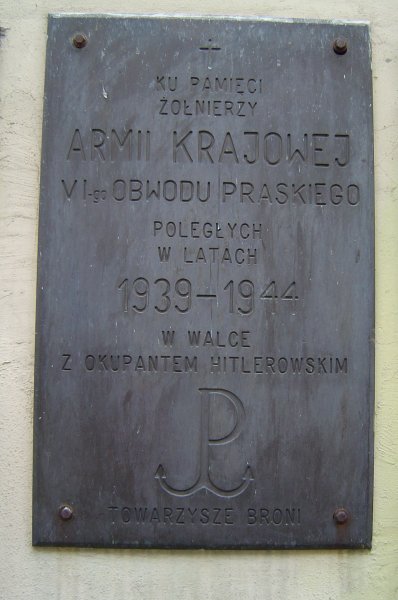 KU PAMIĘCI
ŻOŁNIERZY
ARMII KRAJOWEJ
VI-go OBWODU PRASKIEGO
POLEGŁYCH
W LATACH
1939-1944
W WALCE
Z OKUPANTEM HITLEROWSKIM
TOWARZYSZE BRONI